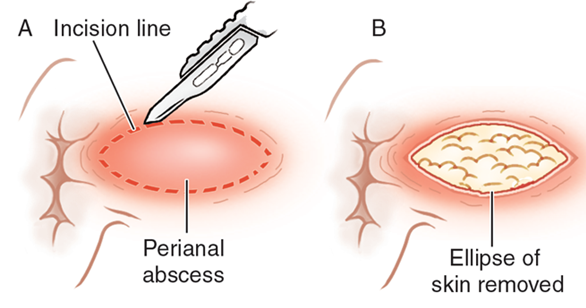 A
Incision line
Perianal
abscess
B
Ellipse of
skin removed